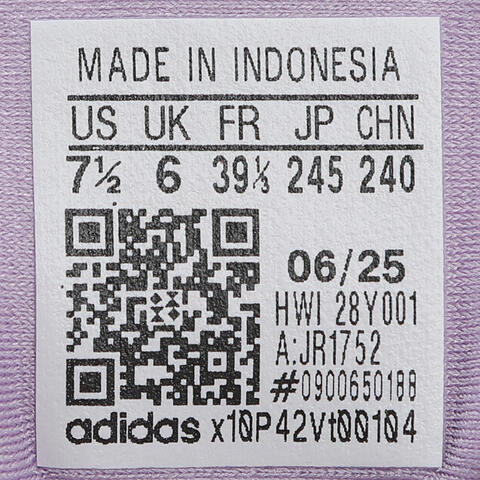 MADE IN INDONESIA
US UK FR JP CHN
7½ 6 39⅓ 245 240
06/25
HWI 28Y001
A:JR1752
#0900650188
adidas x10P42Vt00104